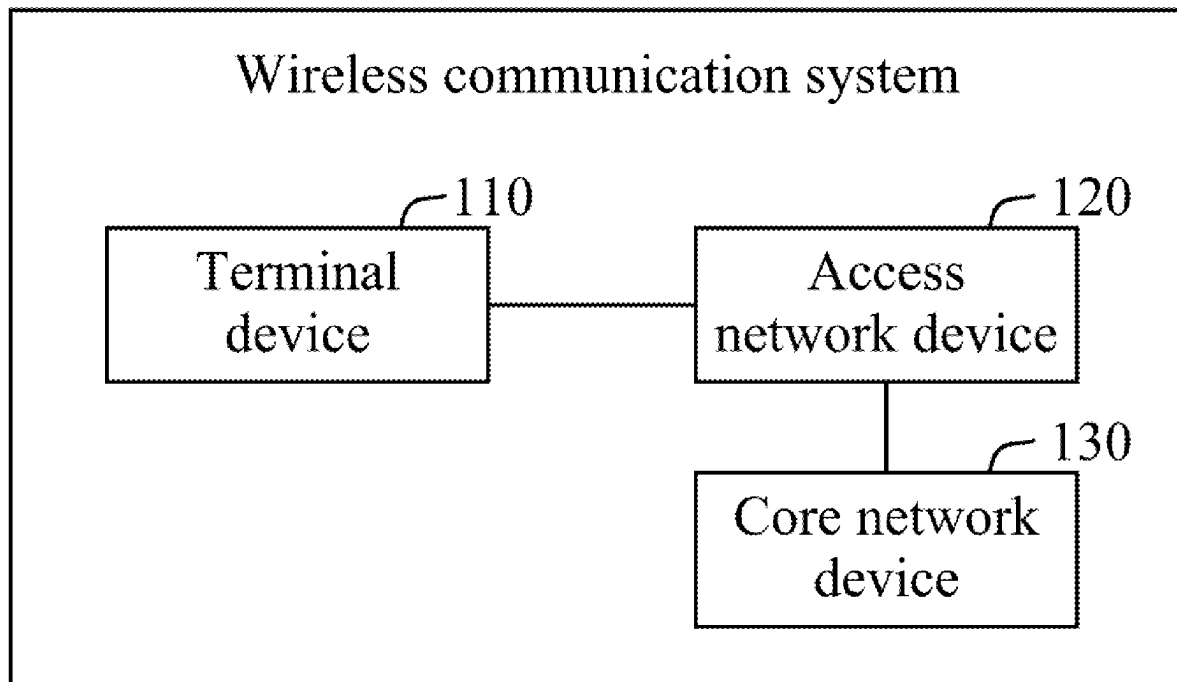 Wireless communication system
110
120
Terminal
device
Access
network device
130
Core network
device